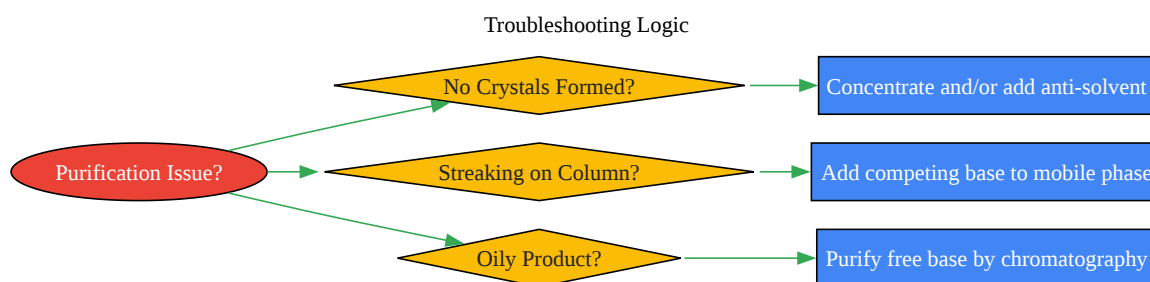 Troubleshooting Logic
No Crystals Formed?
Concentrate and/or add anti-solvent
Purification Issue?
Streaking on Column?
Add competing base to mobile phase
Oily Product?
Purify free base by chromatography